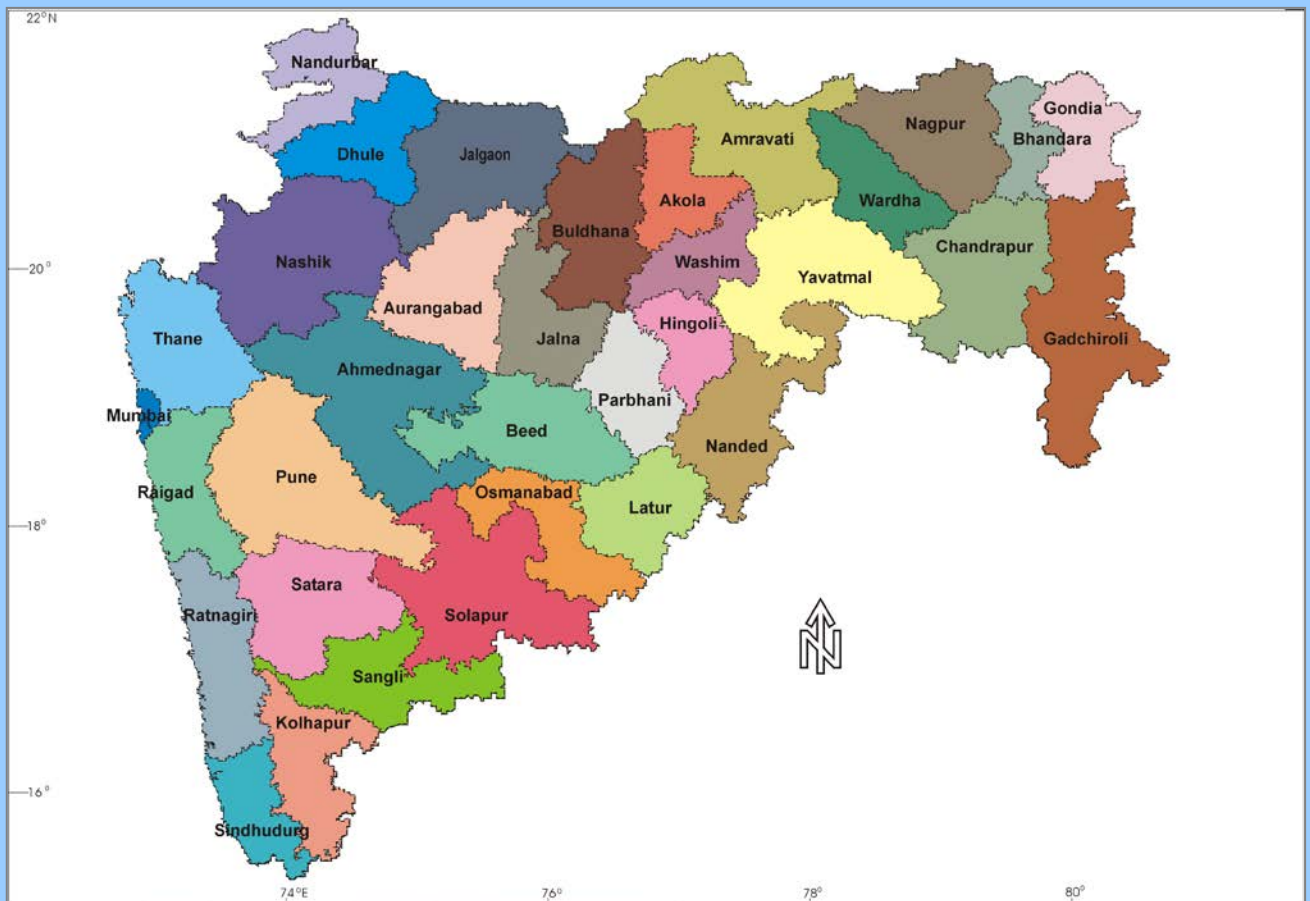 22°N
Nandurbar
Dhule
Jalgaon
Buldhana
Akola
Amravati
Wardha
Nagpur
Bhandara
Gondia
Nashik
Aurangabad
Jalna
Washim
Yavatmal
Chandrapur
Gadchiroli
20°
Thane
Mumbai
Ahmednagar
Hingoli
Parbhani
Beed
Nanded
Raigad
Pune
Osmanabad
Latur
18°
Satara
Solapur
Ratnagiri
Sangli
Kolhapur
N
16°
Sindhudurg
74°E
76°
78°
80°